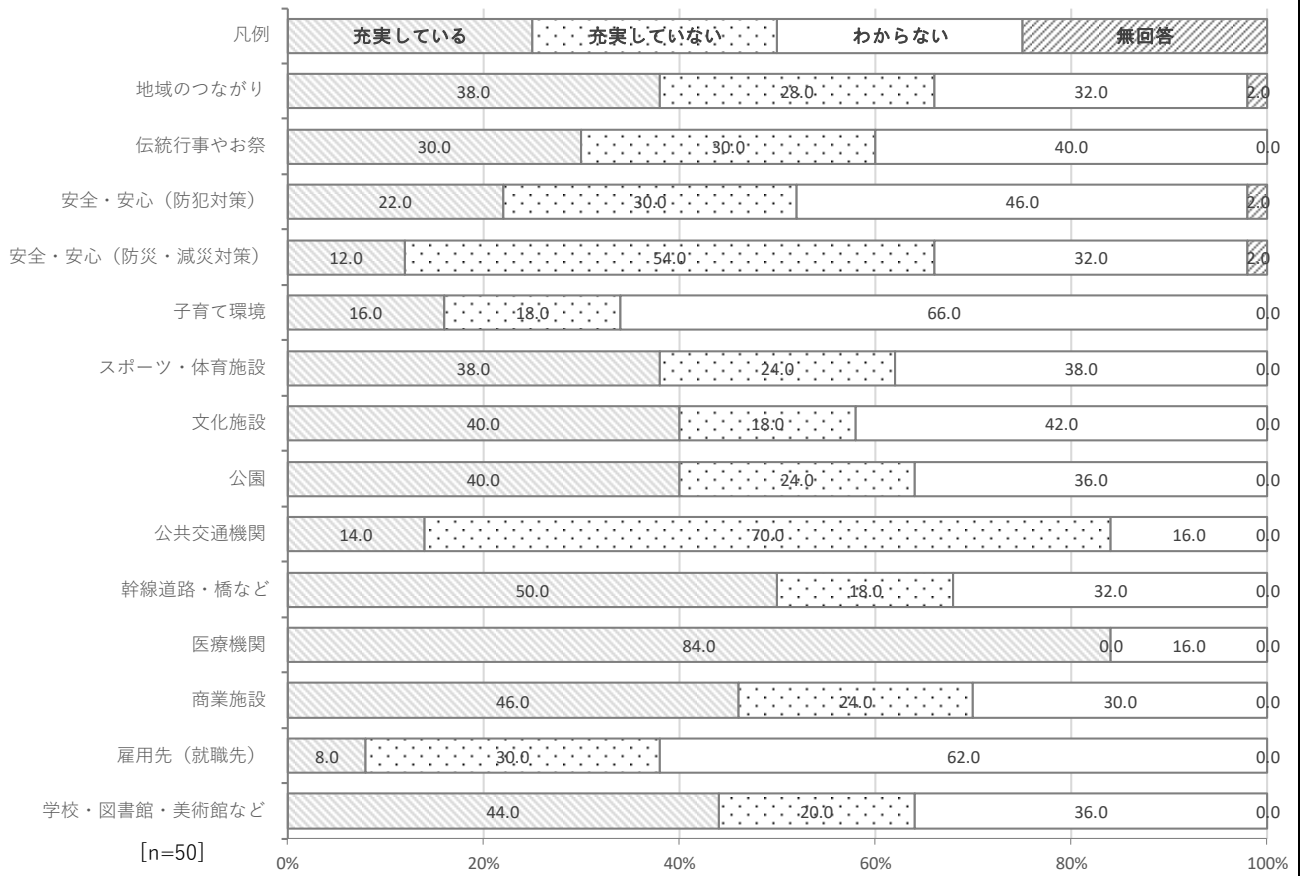 凡例 充実している 充実していない わからない 無回答
地域のつながり 38.0 28.0 32.0 2.0
伝統行事やお祭 30.0 30.0 40.0 0.0
安全・安心（防犯対策） 22.0 30.0 46.0 2.0
安全・安心（防災・減災対策） 12.0 54.0 32.0 2.0
子育て環境 16.0 18.0 66.0 0.0
スポーツ・体育施設 38.0 24.0 38.0 0.0
文化施設 40.0 18.0 42.0 0.0
公園 40.0 24.0 36.0 0.0
公共交通機関 14.0 70.0 16.0 0.0
幹線道路・橋など 50.0 18.0 32.0 0.0
医療機関 84.0 0.0 16.0 0.0
商業施設 46.0 24.0 30.0 0.0
雇用先（就職先） 8.0 30.0 62.0 0.0
学校・図書館・美術館など 44.0 20.0 36.0 0.0
[n=50]
0% 20% 40% 60% 80% 100%